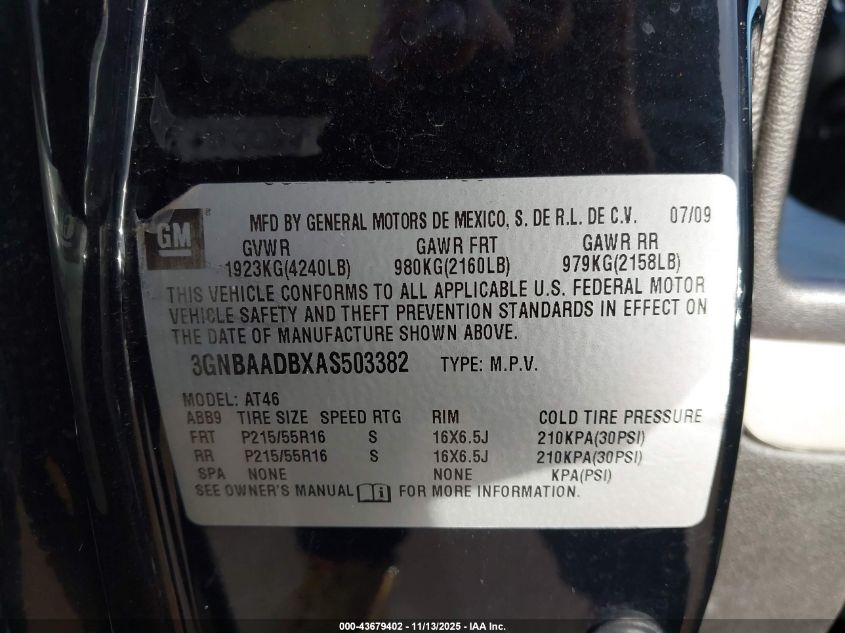 GM MFD BY GENERAL MOTORS DE MEXICO, S. DE R.L. DE C.V. 07/09
GVWR GAWR FRT GAWR RR
1923KG(4240LB) 980KG(2160LB) 979KG(2158LB)
THIS VEHICLE CONFORMS TO ALL APPLICABLE U.S. FEDERAL MOTOR
VEHICLE SAFETY AND THEFT PREVENTION STANDARDS IN EFFECT ON
THE DATE OF MANUFACTURE SHOWN ABOVE.
3GNBAADBXAS503382 TYPE: M.P.V.
MODEL: AT46
ABB9 TIRE SIZE SPEED RTG RIM COLD TIRE PRESSURE
FRT P215/55R16 S 16X6.5J 210KPA(30PSI)
RR P215/55R16 S 16X6.5J 210KPA(30PSI)
SPA NONE NONE KPA(PSI)
SEE OWNER'S MANUAL i FOR MORE INFORMATION.
000-43679402 - 11/13/2025 - IAA Inc.